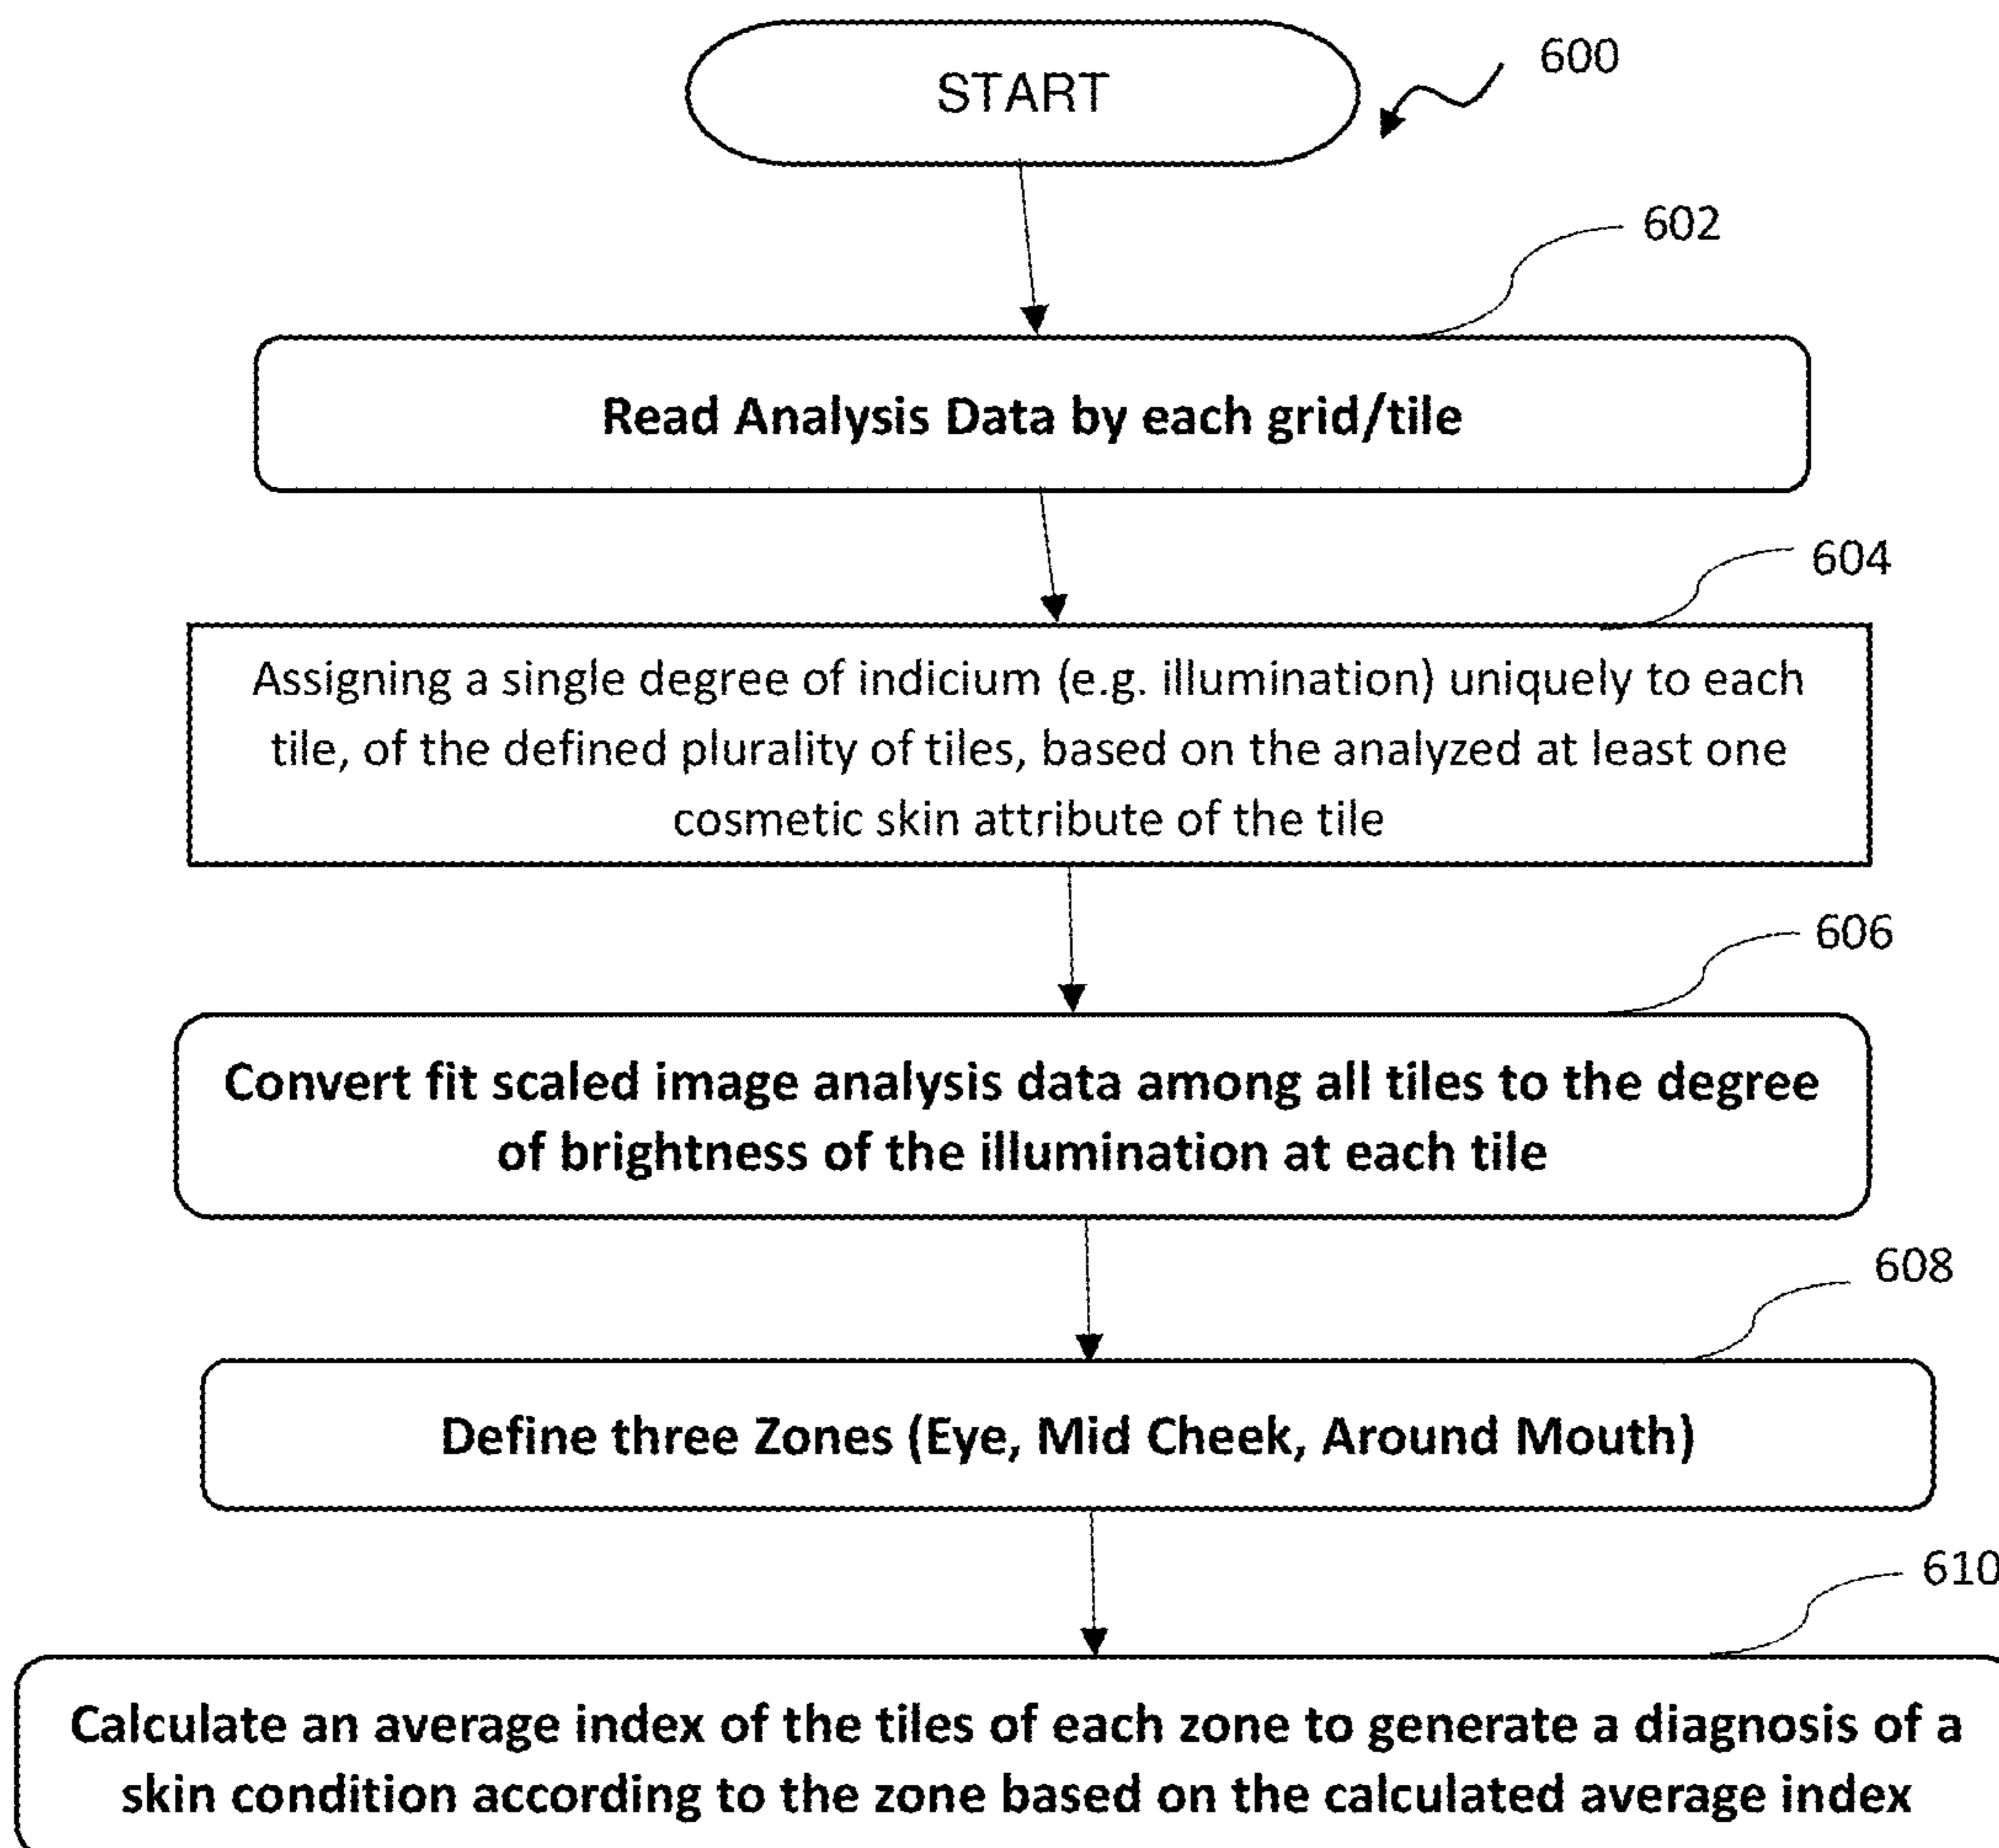 START
600
602
Read Analysis Data by each grid/tile
604
Assigning a single degree of indicium (e.g. illumination) uniquely to each
tile, of the defined plurality of tiles, based on the analyzed at least one
cosmetic skin attribute of the tile
606
Convert fit scaled image analysis data among all tiles to the degree
of brightness of the illumination at each tile
608
Define three Zones (Eye, Mid Cheek, Around Mouth)
610
Calculate an average index of the tiles of each zone to generate a diagnosis of a
skin condition according to the zone based on the calculated average index